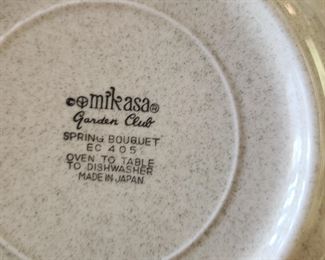 ©⊕mikasa®
Garden Club
SPRING BOUQUET
EC 405
OVEN TO TABLE
TO DISHWASHER
MADE IN JAPAN